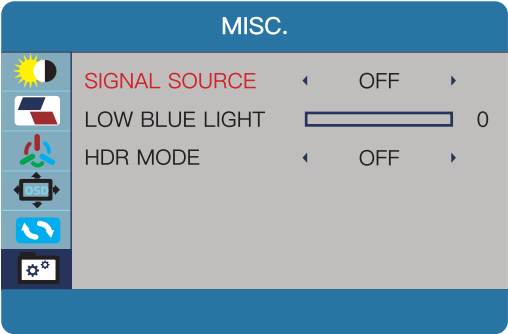 MISC.
SIGNAL SOURCE OFF
LOW BLUE LIGHT 0
HDR MODE OFF
OSD